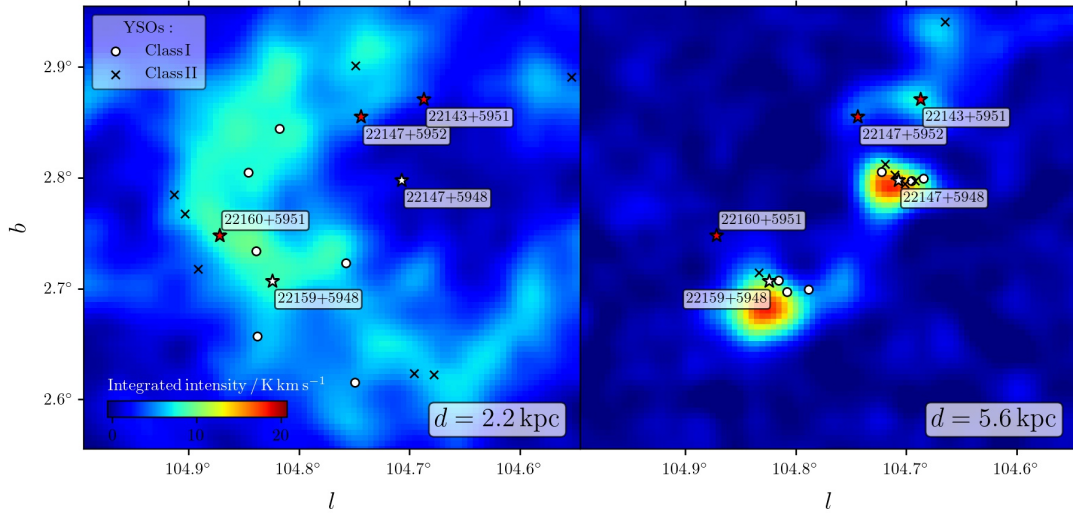 YSOs :
Class I
Class II
22143+5951
22147+5952
22147+5948
22160+5951
22159+5948
Integrated intensity / K km s⁻¹
0 10 20
d = 2.2 kpc
22143+5951
22147+5952
22147+5948
22160+5951
22159+5948
d = 5.6 kpc
2.9°
2.8°
2.7°
2.6°
b
104.9° 104.8° 104.7° 104.6° 104.9° 104.8° 104.7° 104.6°
l l